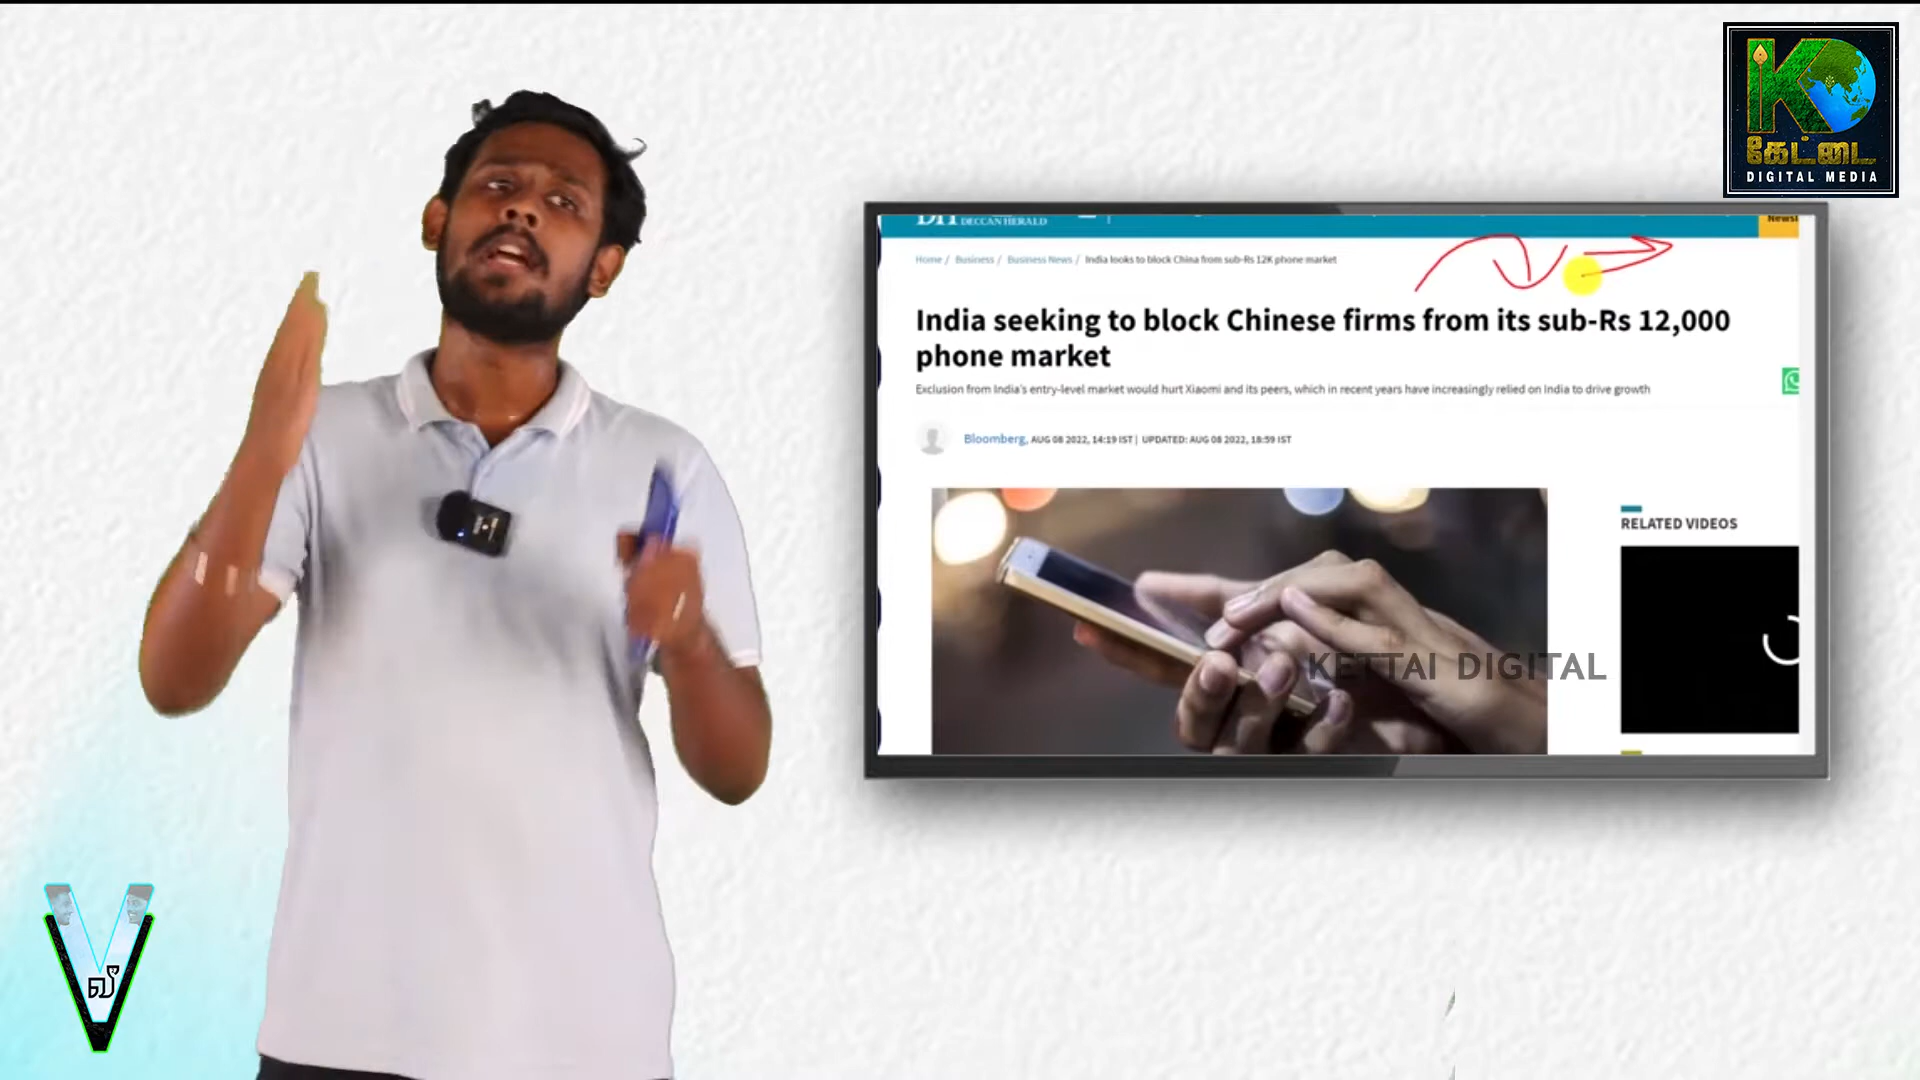 கேட்டை
DIGITAL MEDIA
DH DECCAN HERALD
Home / Business / Business News / India looks to block China from sub-Rs 12K phone market
India seeking to block Chinese firms from its sub-Rs 12,000
phone market
Exclusion from India's entry-level market would hurt Xiaomi and its peers, which in recent years have increasingly relied on India to drive growth
Bloomberg, AUG 08 2022, 14:19 IST | UPDATED: AUG 08 2022, 18:59 IST
RELATED VIDEOS
KETTAI DIGITAL
V